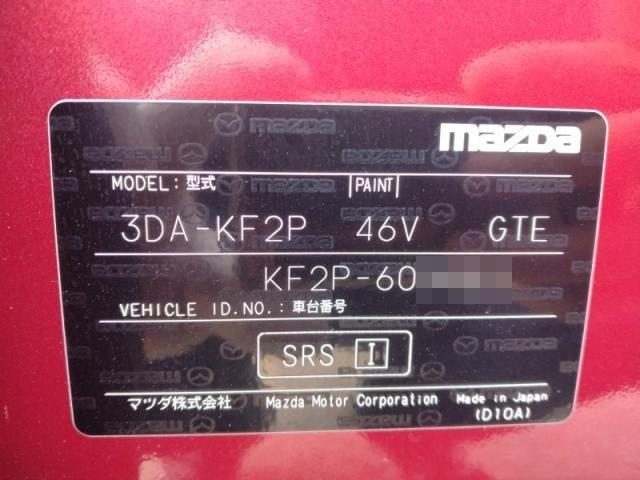 mazda
MODEL: 型式 PAINT
3DA-KF2P 46V GTE
KF2P-60
VEHICLE ID.NO.: 車台番号
SRS I
マツダ株式会社 Mazda Motor Corporation Made in Japan
(D10A)